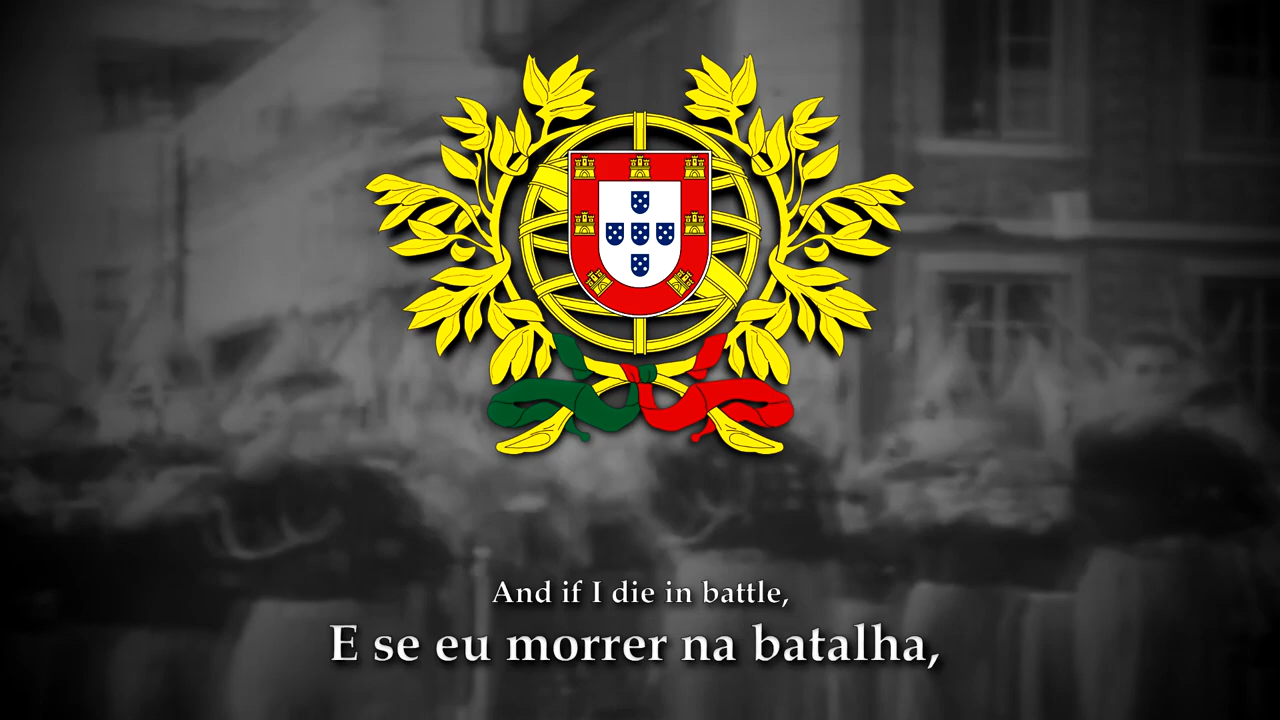 And if I die in battle,
E se eu morrer na batalha,